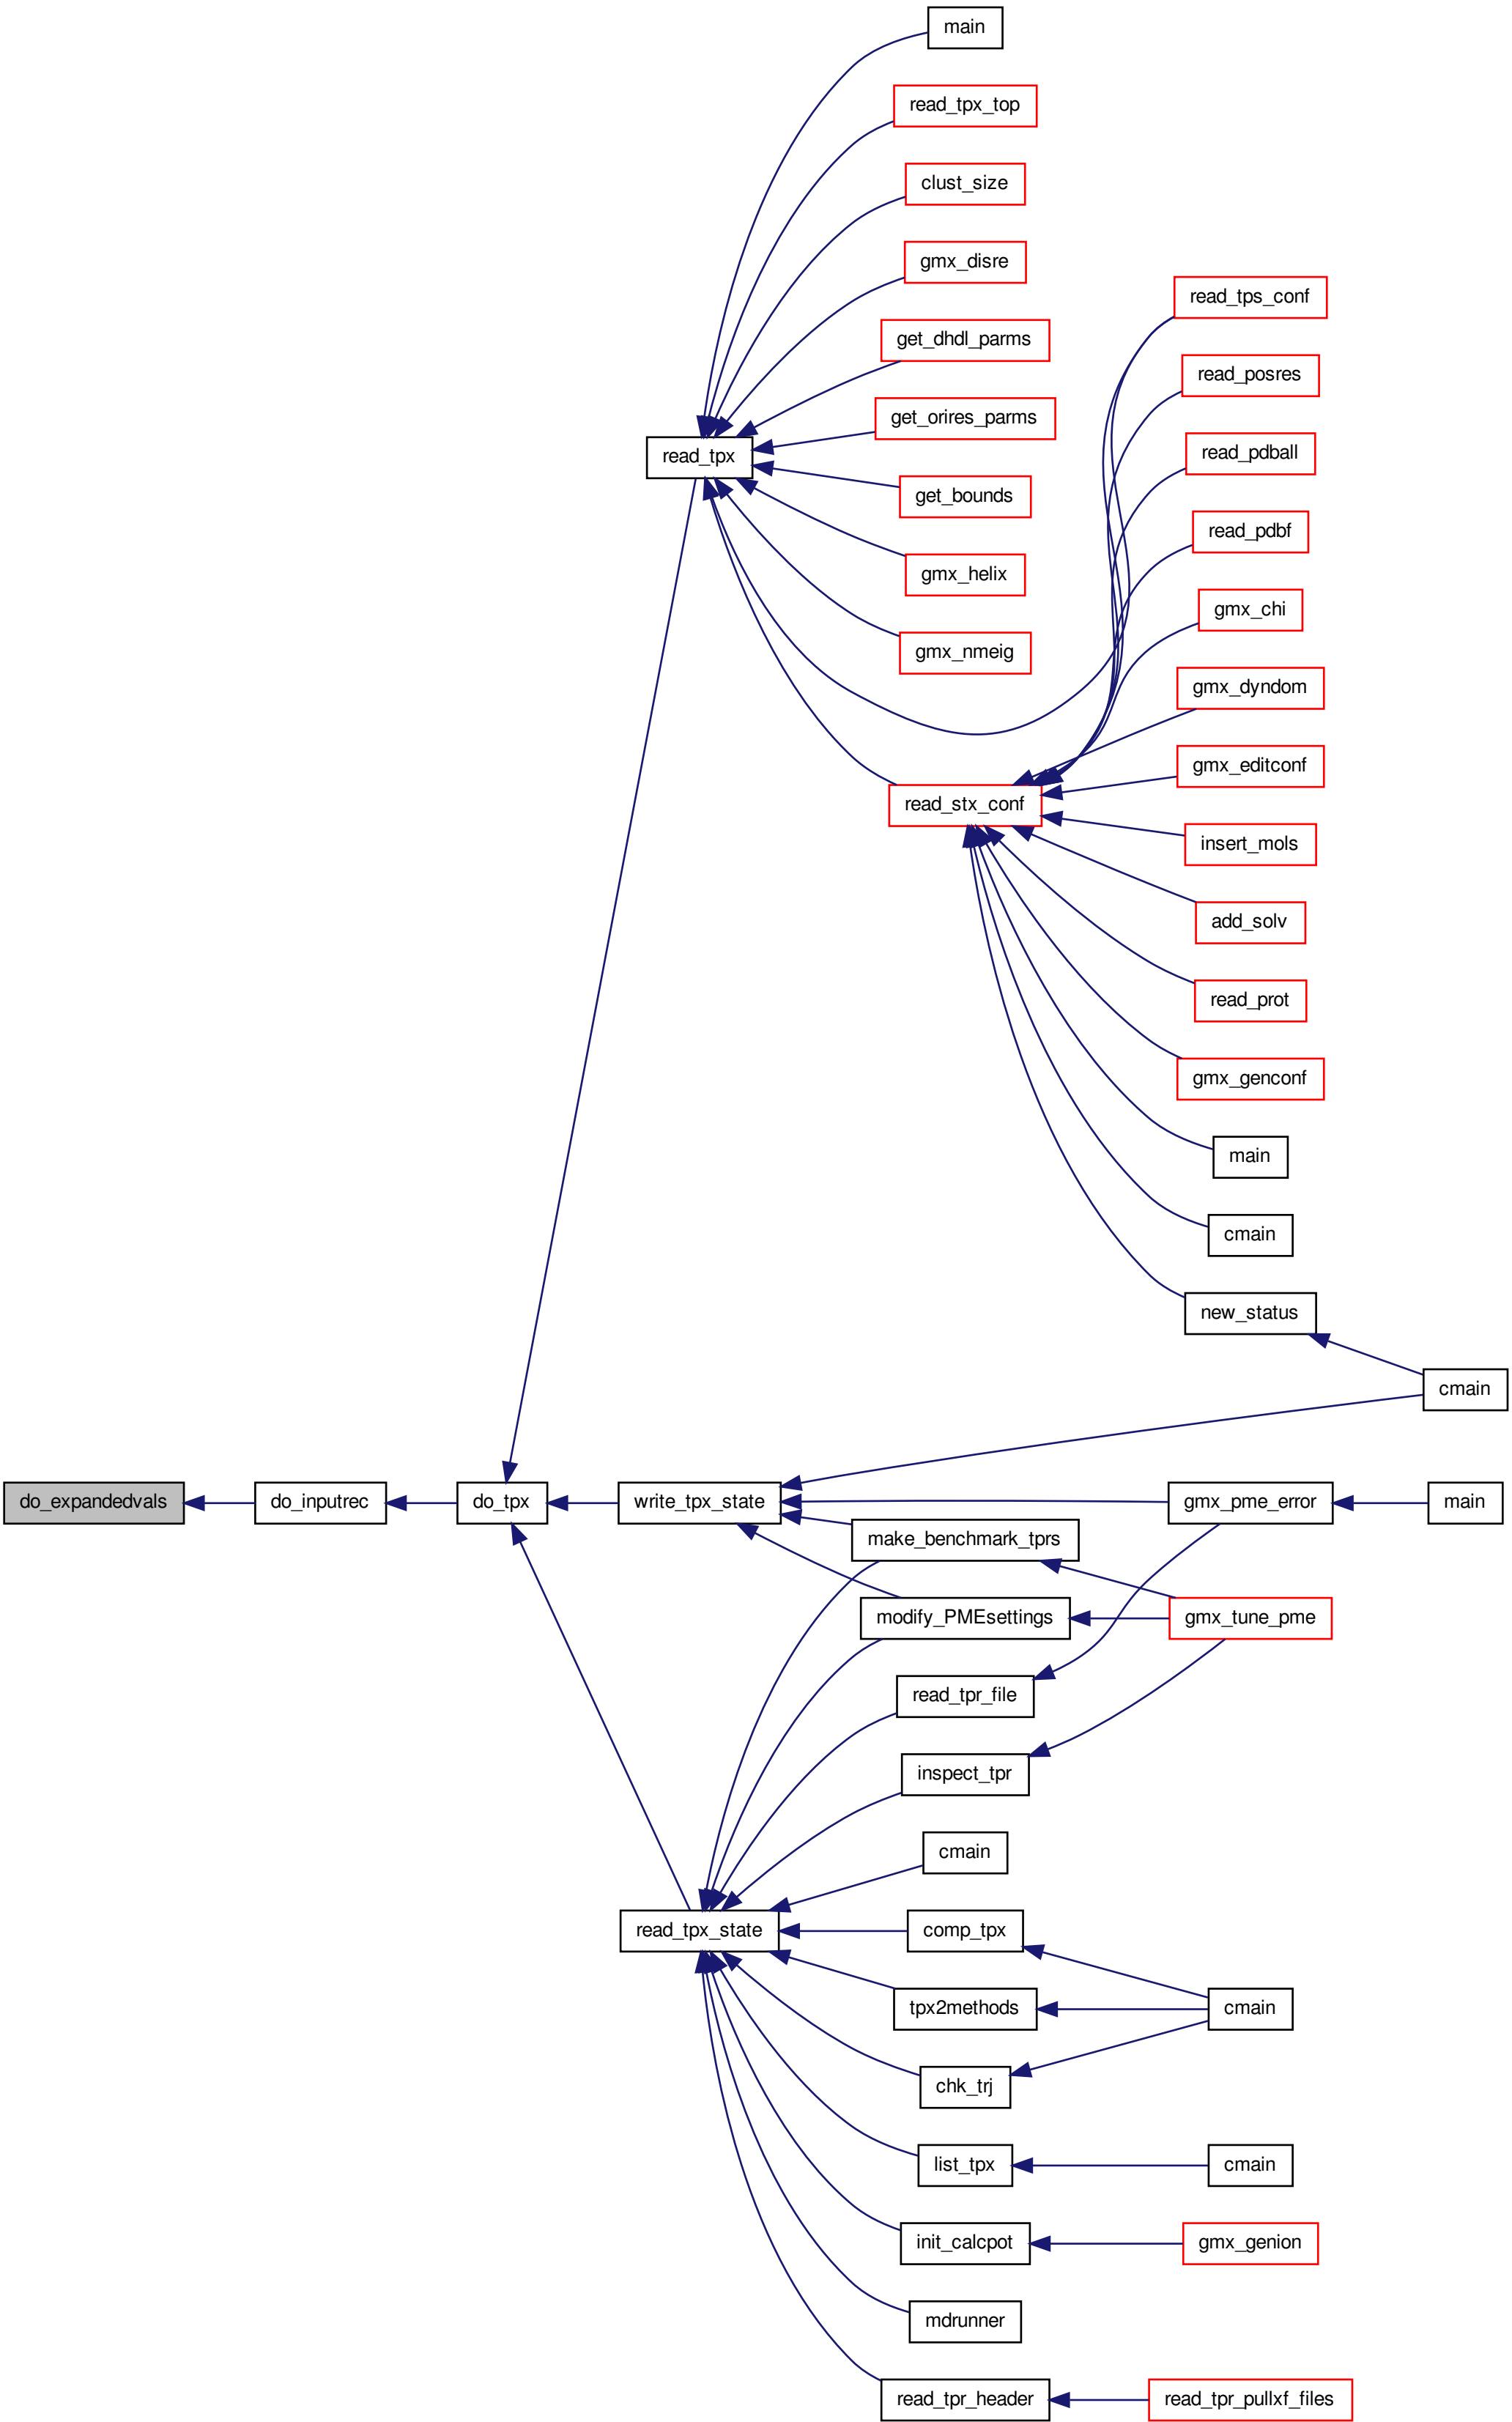 main
read_tpx_top
clust_size
gmx_disre
read_tps_conf
get_dhdl_parms
read_posres
get_orires_parms
read_tpx
read_pdball
get_bounds
read_pdbf
gmx_helix
gmx_chi
gmx_nmeig
gmx_dyndom
gmx_editconf
read_stx_conf
insert_mols
add_solv
read_prot
gmx_genconf
main
cmain
new_status
cmain
do_expandedvals
do_inputrec
do_tpx
write_tpx_state
gmx_pme_error
main
make_benchmark_tprs
modify_PMEsettings
gmx_tune_pme
read_tpr_file
inspect_tpr
cmain
read_tpx_state
comp_tpx
tpx2methods
cmain
chk_trj
list_tpx
cmain
init_calcpot
gmx_genion
mdrunner
read_tpr_header
read_tpr_pullxf_files